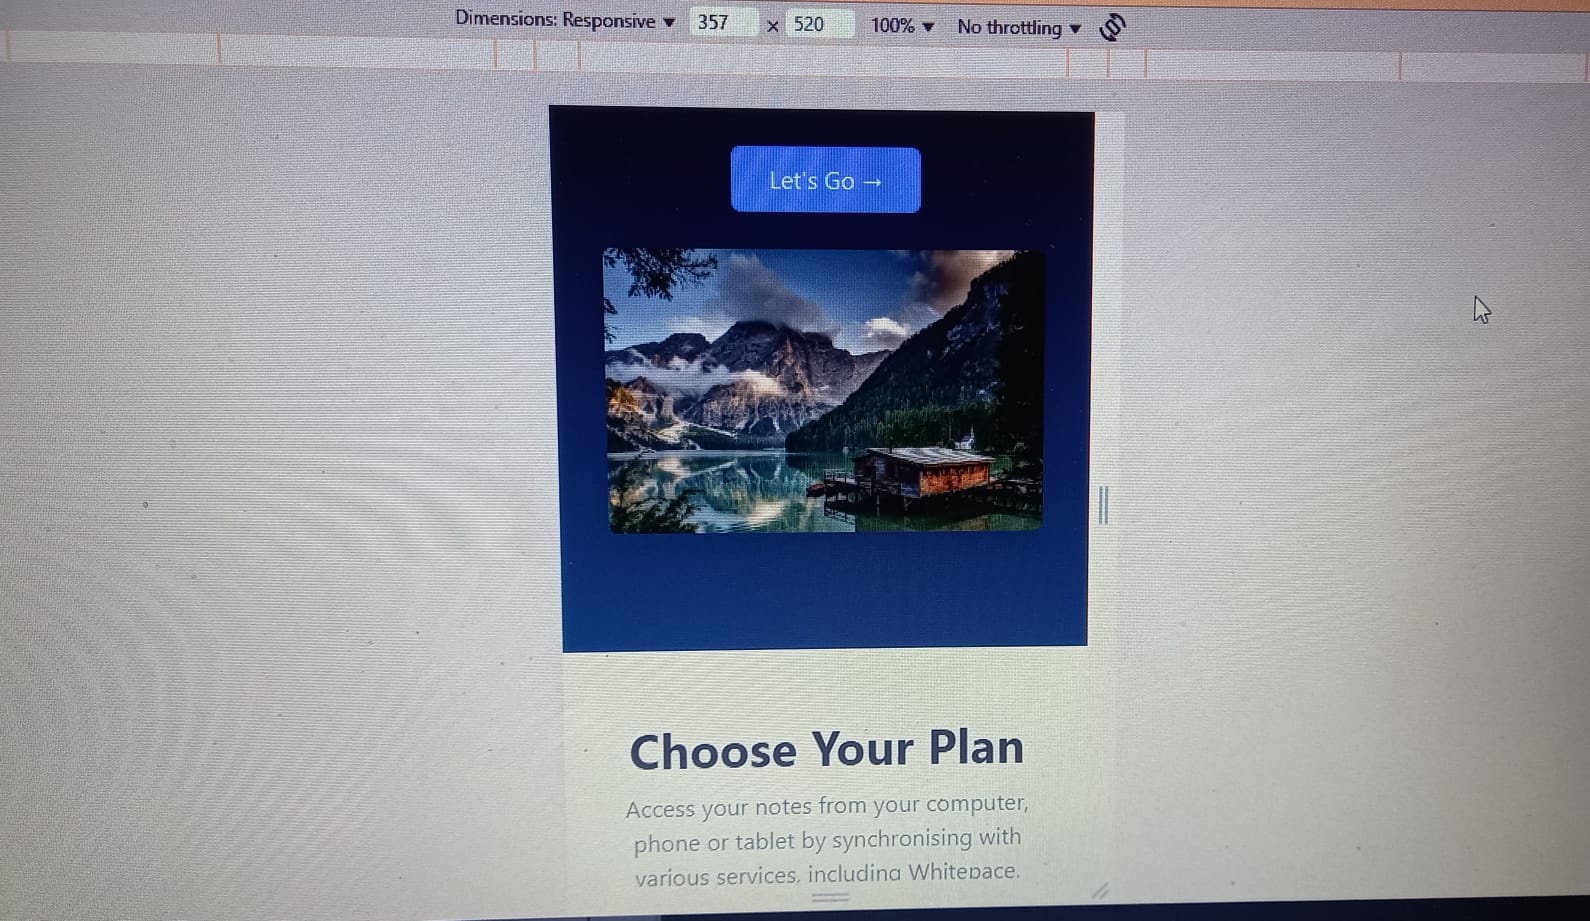 Dimensions: Responsive ▼ 357 × 520 100% ▼ No throttling ▼
Let's Go →
Choose Your Plan
Access your notes from your computer,
phone or tablet by synchronising with
various services, including Whitepace.